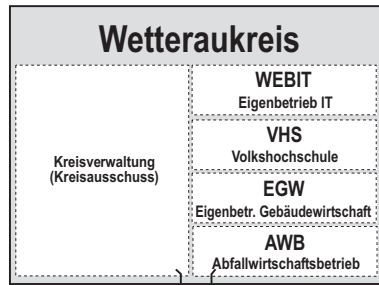 Wetteraukreis
Kreisverwaltung
(Kreisausschuss)
WEBIT
Eigenbetrieb IT
VHS
Volkshochschule
EGW
Eigenbetr. Gebäudewirtschaft
AWB
Abfallwirtschaftsbetrieb